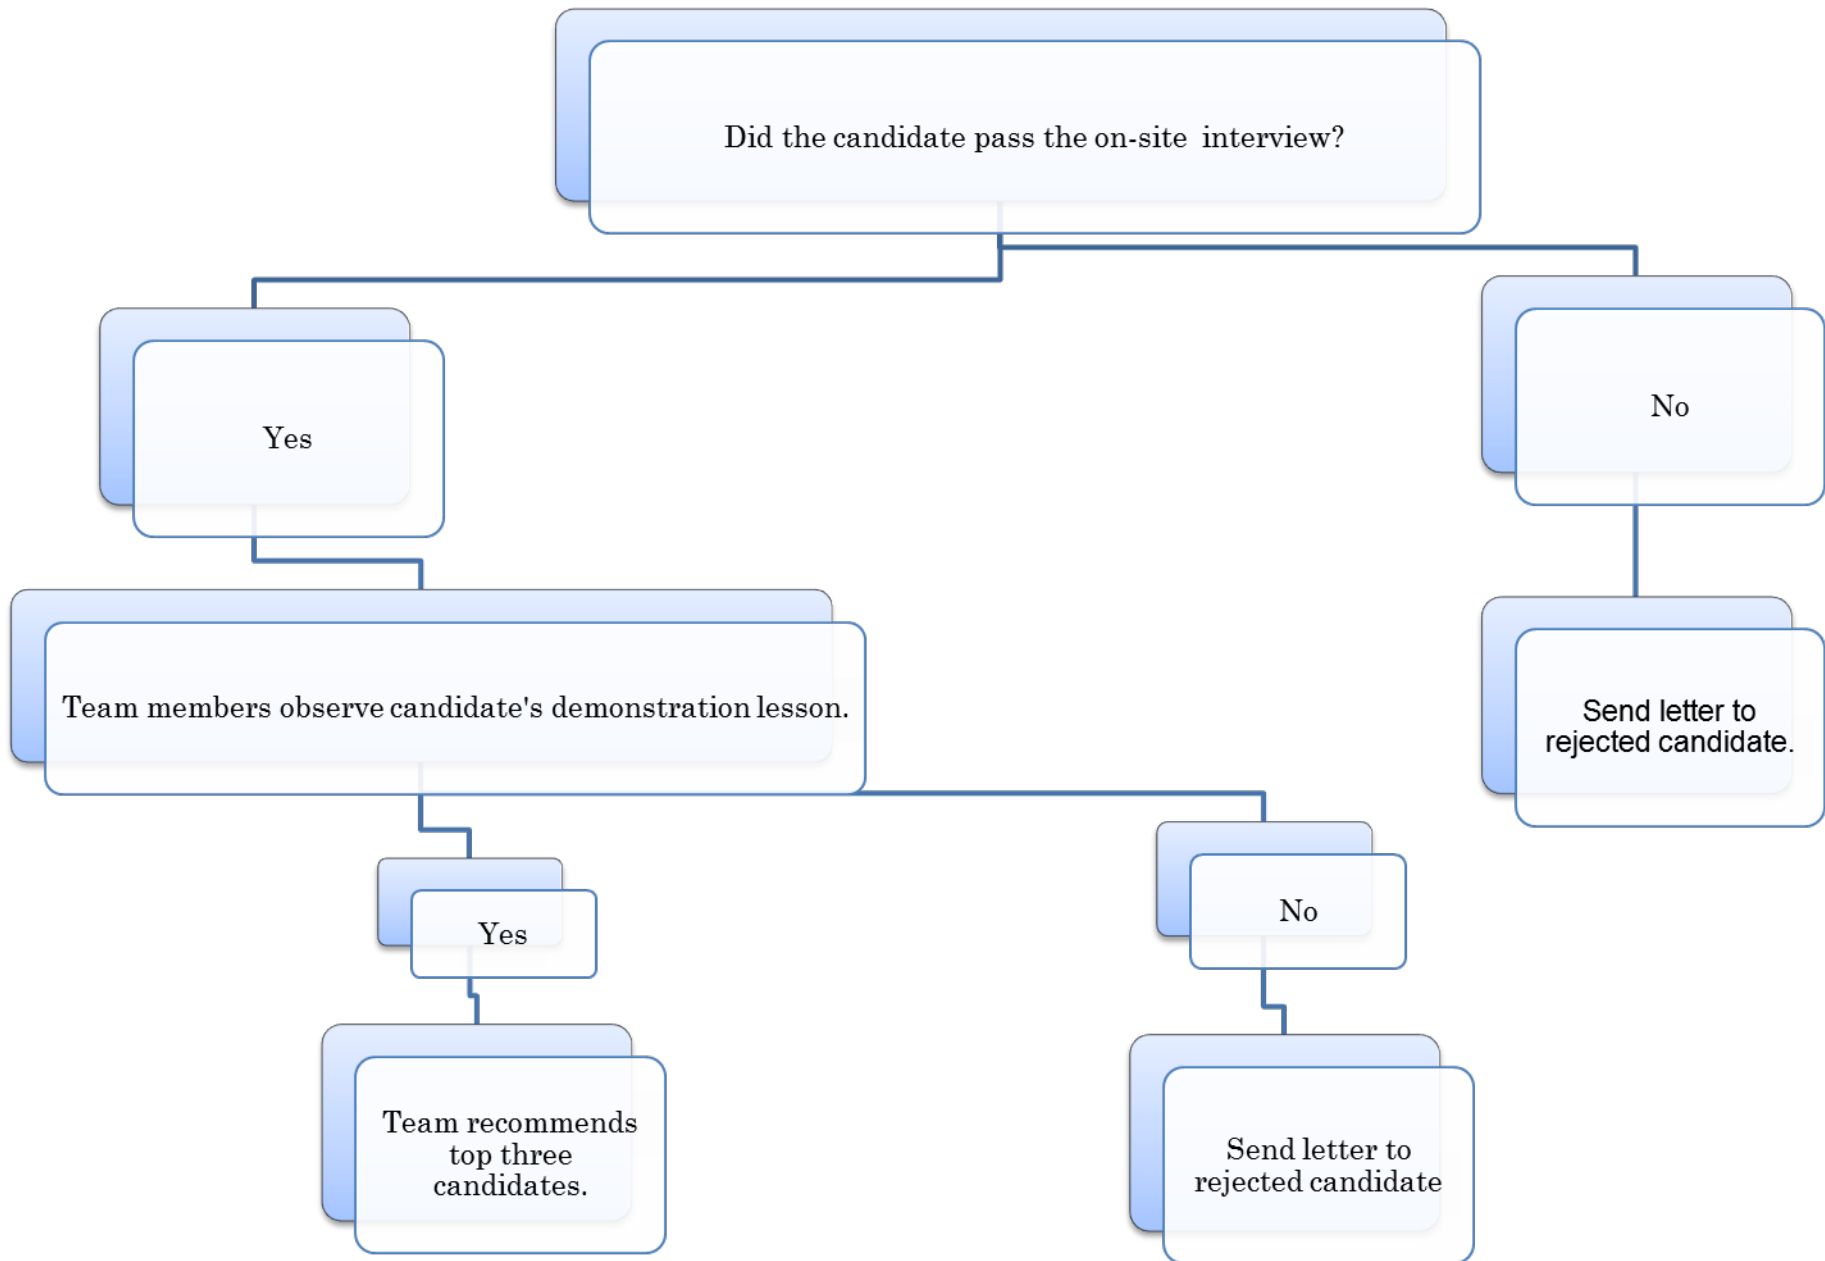 Did the candidate pass the on-site interview?
Yes
No
Team members observe candidate's demonstration lesson.
Send letter to
rejected candidate.
Yes
No
Team recommends
top three
candidates.
Send letter to
rejected candidate